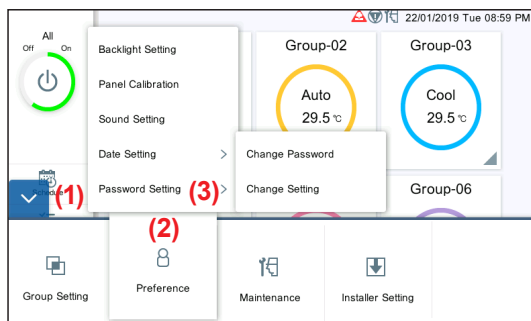 22/01/2019 Tue 08:59 PM
All
Off
On
Backlight Setting
Panel Calibration
Sound Setting
Date Setting >
Password Setting >
Change Password
Change Setting
Group-02
Auto
29.5 ℃
Group-03
Cool
29.5 ℃
Group-06
Schedule
(1)
(2)
(3)
Group Setting
Preference
Maintenance
Installer Setting